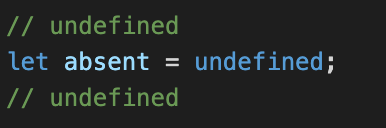 // undefined
let absent = undefined;
// undefined